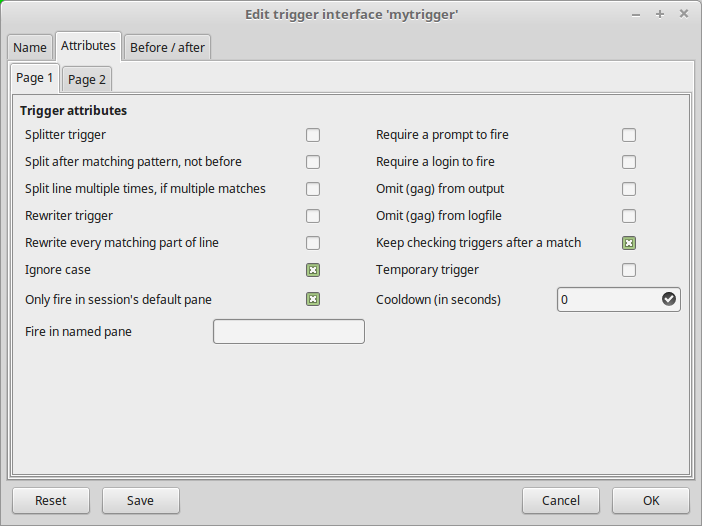 Edit trigger interface 'mytrigger'
Name Attributes Before / after
Page 1 Page 2
Trigger attributes
Splitter trigger Require a prompt to fire
Split after matching pattern, not before Require a login to fire
Split line multiple times, if multiple matches Omit (gag) from output
Rewriter trigger Omit (gag) from logfile
Rewrite every matching part of line Keep checking triggers after a match
Ignore case Temporary trigger
Only fire in session's default pane Cooldown (in seconds) 0
Fire in named pane
Reset Save Cancel OK